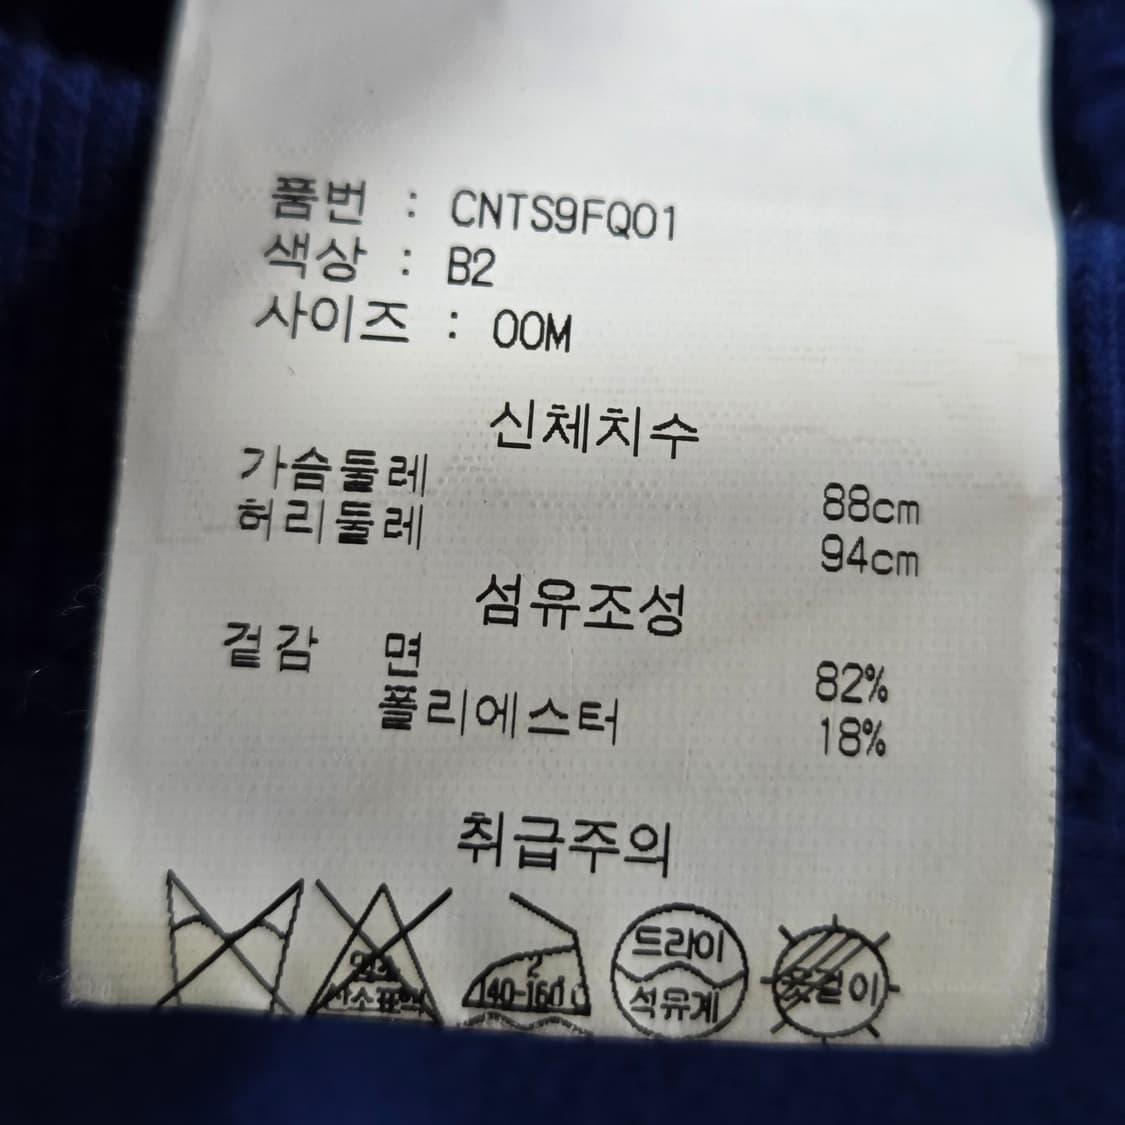 품번 : CNTS9FQ01
색상 : B2
사이즈 : 00M
신체치수
가슴둘레 88cm
허리둘레 94cm
섬유조성
겉감 면 82%
폴리에스터 18%
취급주의
2
140-160
드라이
석유계
옷걸이